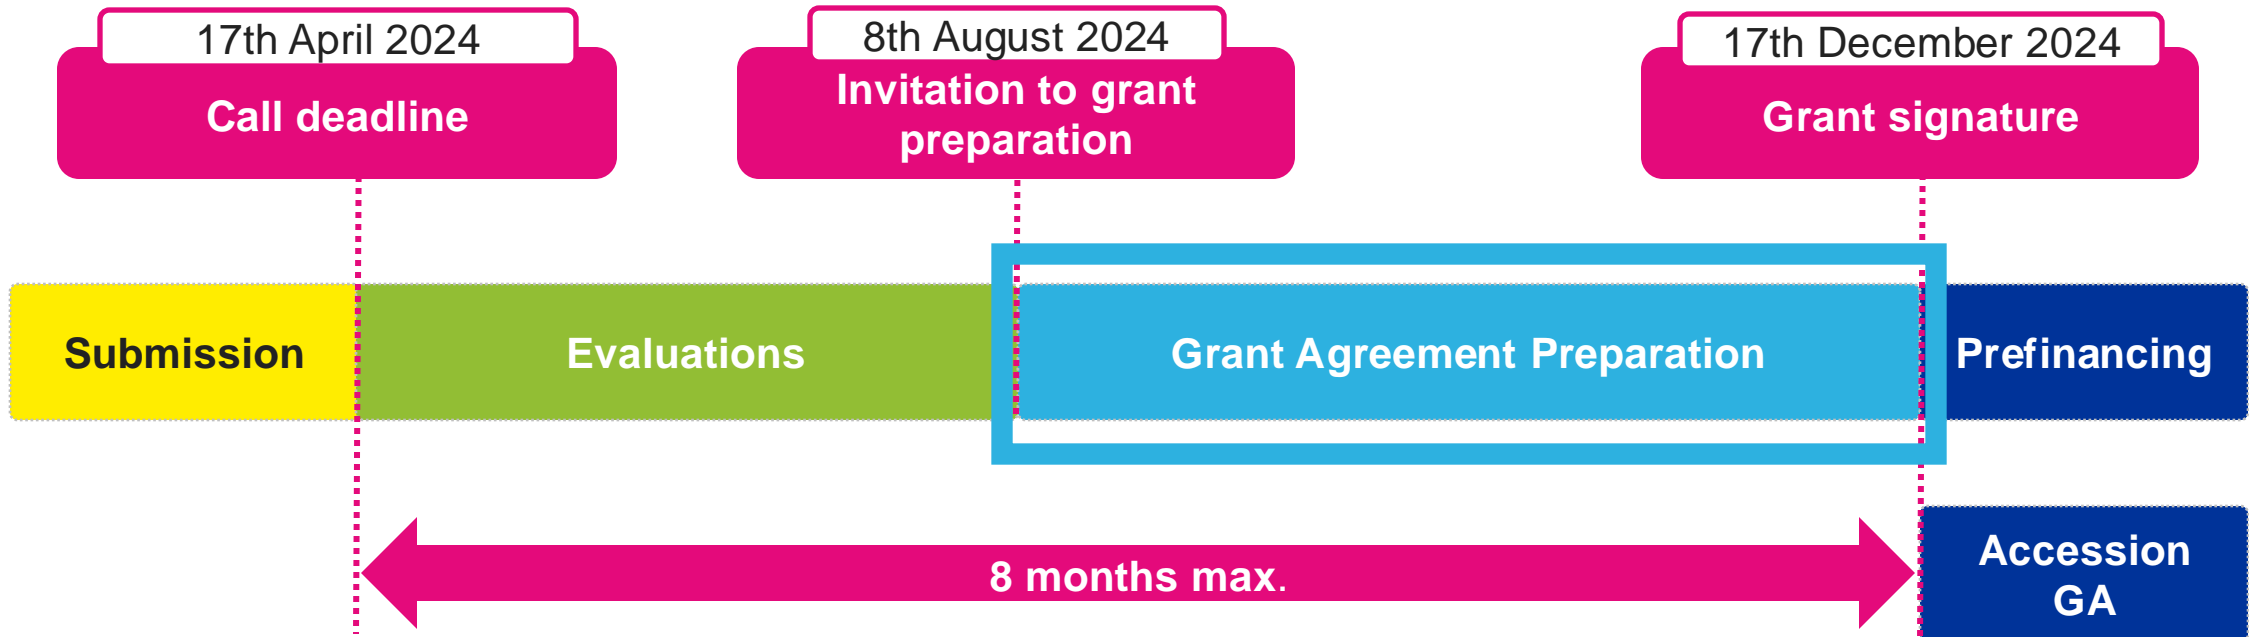 17th April 2024
Call deadline
8th August 2024
Invitation to grant
preparation
17th December 2024
Grant signature
Submission
Evaluations
Grant Agreement Preparation
Prefinancing
8 months max.
Accession
GA